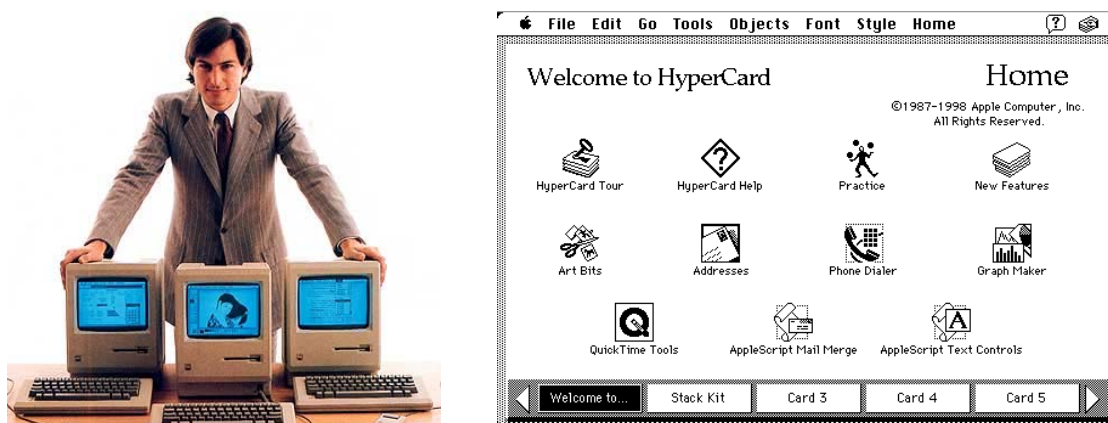 File Edit Go Tools Objects Font Style Home
Welcome to HyperCard
Home
©1987-1998 Apple Computer, Inc.
All Rights Reserved.
HyperCard Tour
HyperCard Help
Practice
New Features
Art Bits
Addresses
Phone Dialer
Graph Maker
QuickTime Tools
AppleScript Mail Merge
AppleScript Text Controls
Welcome to... Stack Kit Card 3 Card 4 Card 5